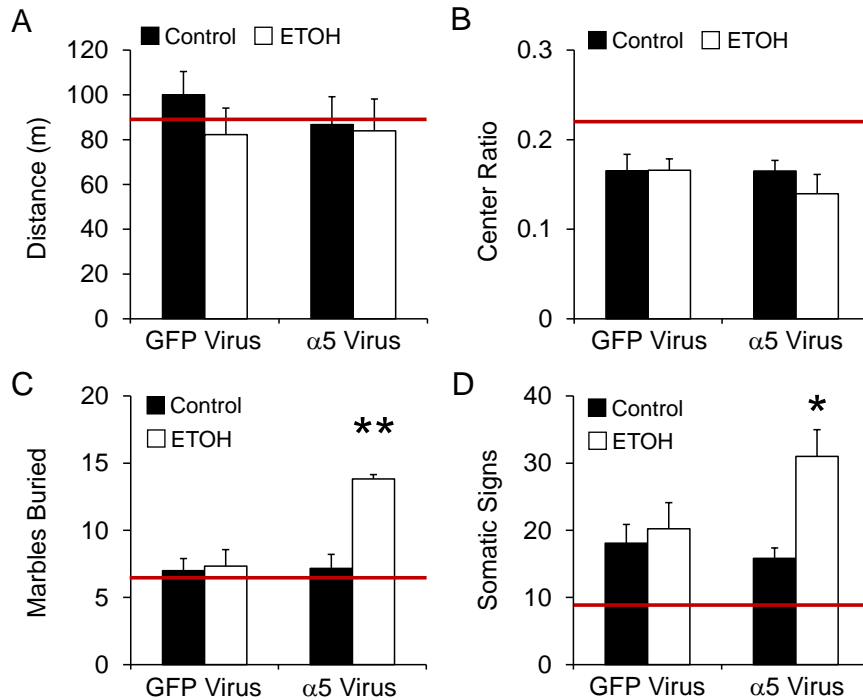 A
Control ETOH
120
100
80
60
40
20
0
Distance (m)
GFP Virus α5 Virus
B
Control ETOH
0.3
0.2
0.1
0
Center Ratio
GFP Virus α5 Virus
C
Control
ETOH
**
20
15
10
5
0
Marbles Buried
GFP Virus α5 Virus
D
Control
ETOH
*
40
30
20
10
0
Somatic Signs
GFP Virus α5 Virus